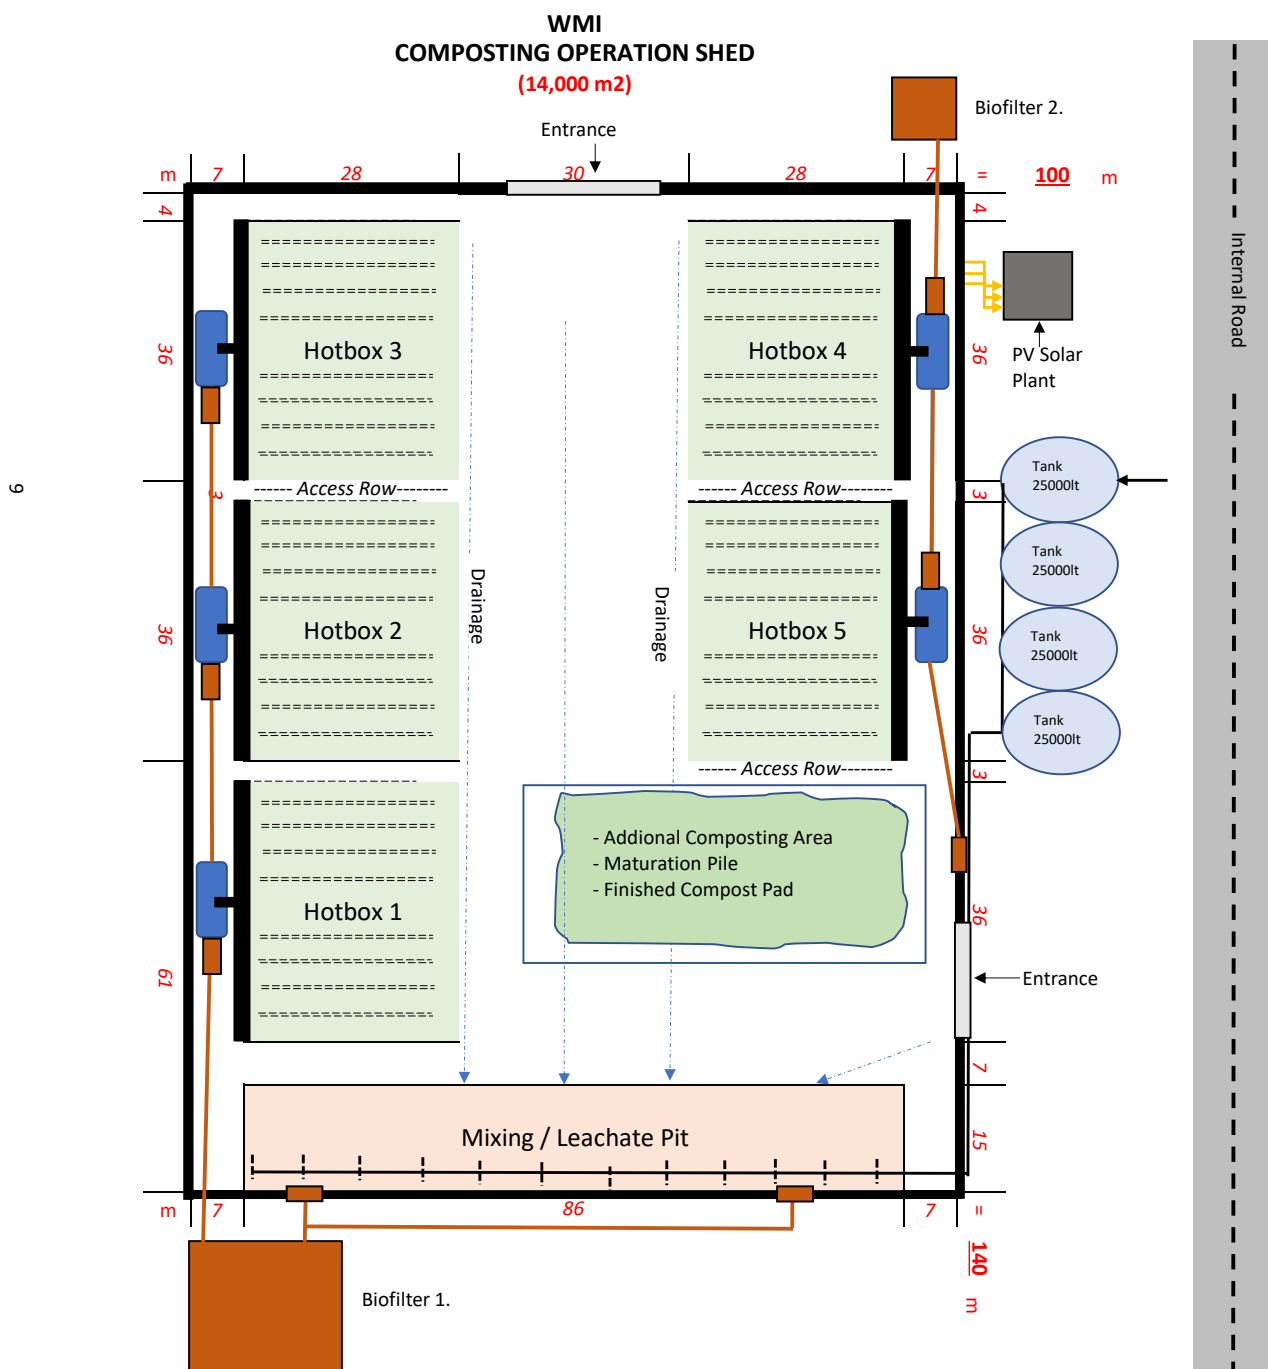 WMI
COMPOSTING OPERATION SHED
(14,000 m2)
Biofilter 2.
Entrance
m 7 28 30 28 7 = 100 m
4 4
Internal Road
Hotbox 3
Hotbox 4
36 36
PV Solar
Plant
Tank
25000lt
------ Access Row--------
------ Access Row--------
3 3
9
Tank
25000lt
Drainage
Drainage
Hotbox 2
Hotbox 5
36 36
Tank
25000lt
Tank
25000lt
------ Access Row--------
3
- Addional Composting Area
- Maturation Pile
- Finished Compost Pad
Hotbox 1
36
61
Entrance
7
Mixing / Leachate Pit
15
m 7 86 7 =
140
m
Biofilter 1.